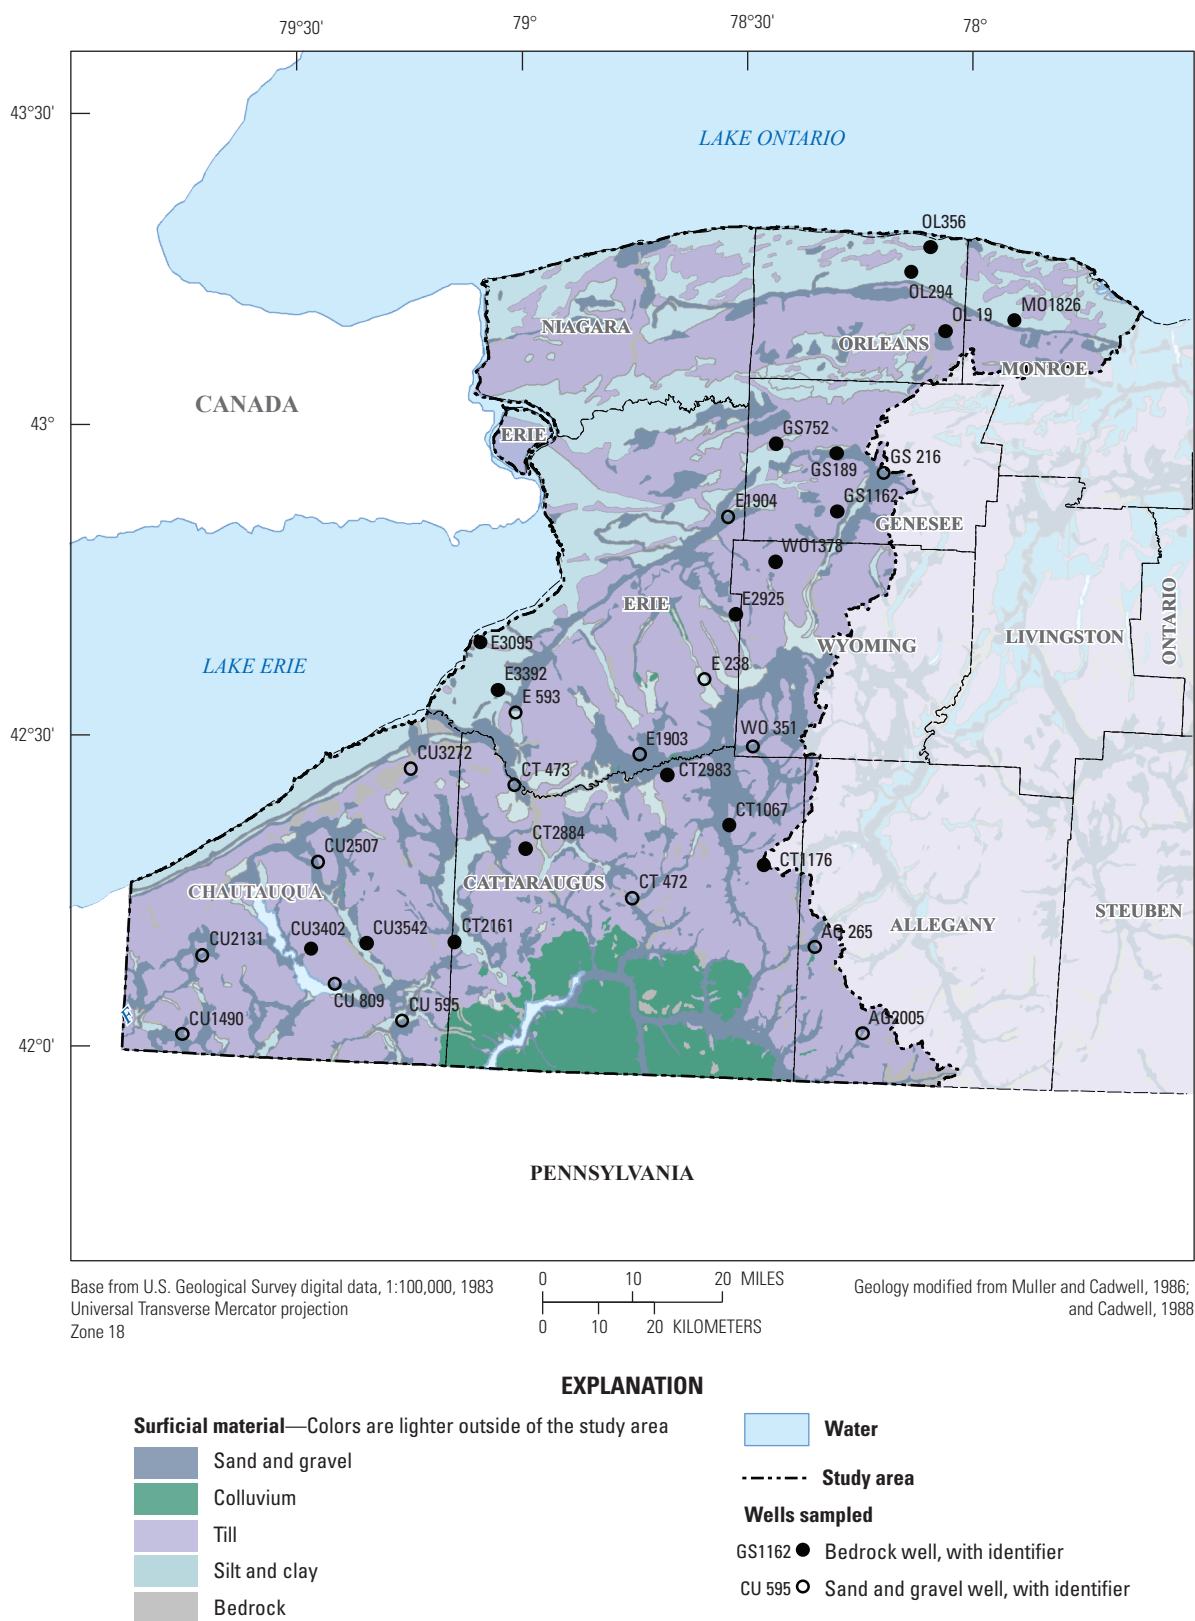 79°30'
79°
78°30'
78°
43°30'
LAKE ONTARIO
OL356
OL294
MO1826
OL 19
NIAGARA
ORLEANS
MONROE
CANADA
43°
ERIE
GS752
GS189
GS 216
E1904
GS1162
GENESEE
WO1378
ERIE
E2925
ONTARIO
LIVINGSTON
WYOMING
E3095
LAKE ERIE
E 238
E3392
E 593
42°30'
WO 351
E1903
CU3272
CT 473
CT2983
CT1067
CT2884
CT1176
CU2507
CHAUTAUQUA
CATTARAUGUS
CT 472
STEUBEN
ALLEGANY
CU3402
CU3542
CT2161
AG 265
CU2131
CU 809
CU 595
CU1490
AG2005
42°0'
PENNSYLVANIA
Base from U.S. Geological Survey digital data, 1:100,000, 1983
Universal Transverse Mercator projection
Zone 18
0 10 20 MILES
0 10 20 KILOMETERS
Geology modified from Muller and Cadwell, 1986;
and Cadwell, 1988
EXPLANATION
Surficial material—Colors are lighter outside of the study area
Sand and gravel
Colluvium
Till
Silt and clay
Bedrock
Water
Study area
Wells sampled
GS1162 Bedrock well, with identifier
CU 595 Sand and gravel well, with identifier